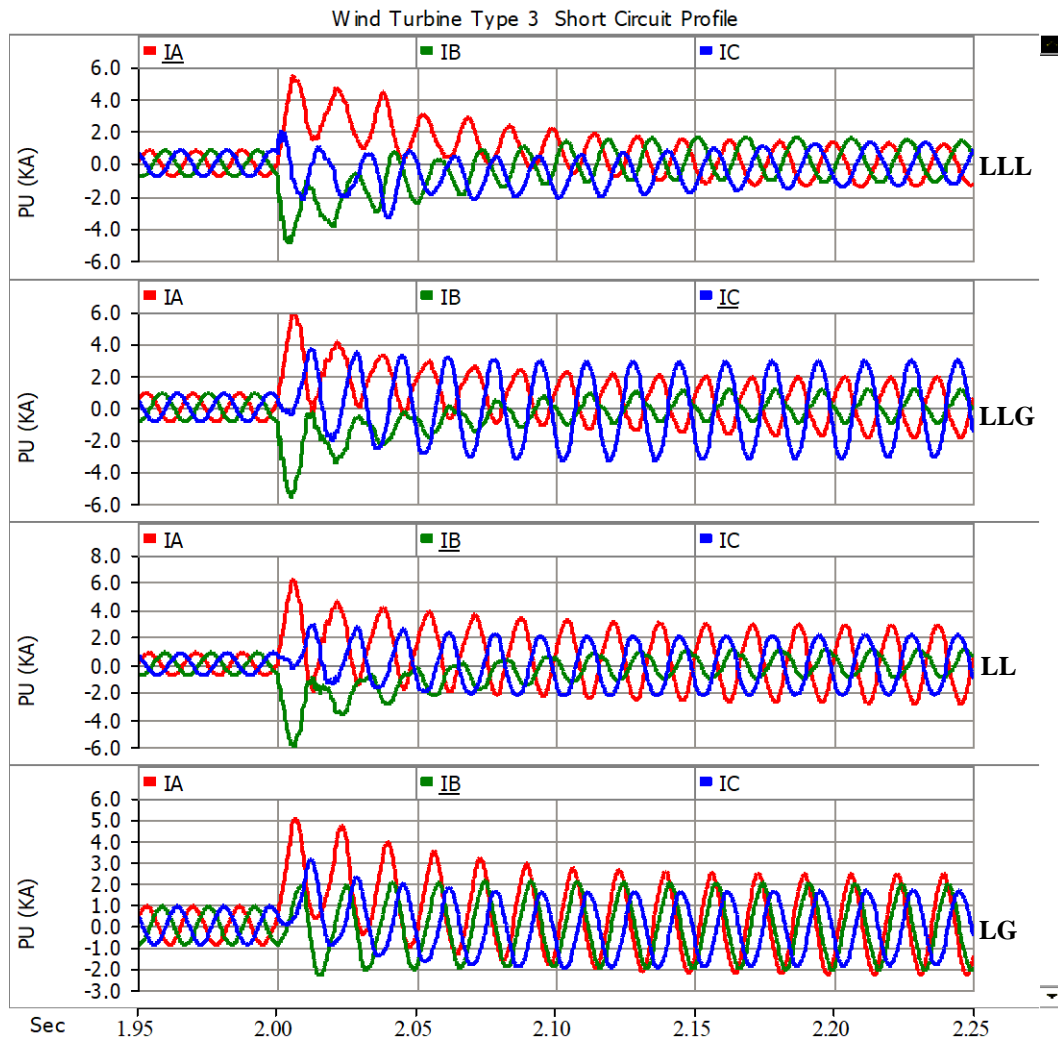 Wind Turbine Type 3 Short Circuit Profile
IA IB IC
6.0
4.0
2.0
0.0
-2.0
-4.0
-6.0
PU (KA)
LLL
IA IB IC
6.0
4.0
2.0
0.0
-2.0
-4.0
-6.0
PU (KA)
LLG
IA IB IC
8.0
6.0
4.0
2.0
0.0
-2.0
-4.0
-6.0
PU (KA)
LL
IA IB IC
6.0
5.0
4.0
3.0
2.0
1.0
0.0
-1.0
-2.0
-3.0
PU (KA)
LG
Sec 1.95 2.00 2.05 2.10 2.15 2.20 2.25